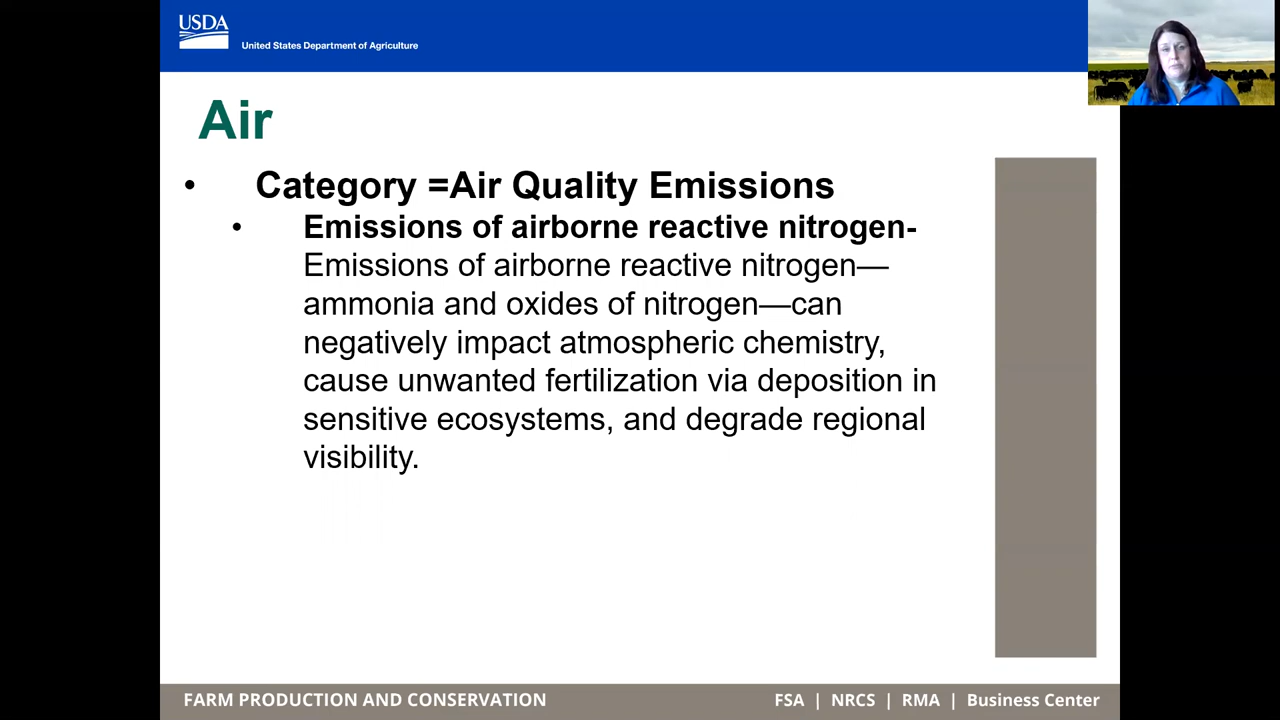 USDA
United States Department of Agriculture
Air
• Category =Air Quality Emissions
• Emissions of airborne reactive nitrogen-
Emissions of airborne reactive nitrogen—
ammonia and oxides of nitrogen—can
negatively impact atmospheric chemistry,
cause unwanted fertilization via deposition in
sensitive ecosystems, and degrade regional
visibility.
FARM PRODUCTION AND CONSERVATION
FSA | NRCS | RMA | Business Center